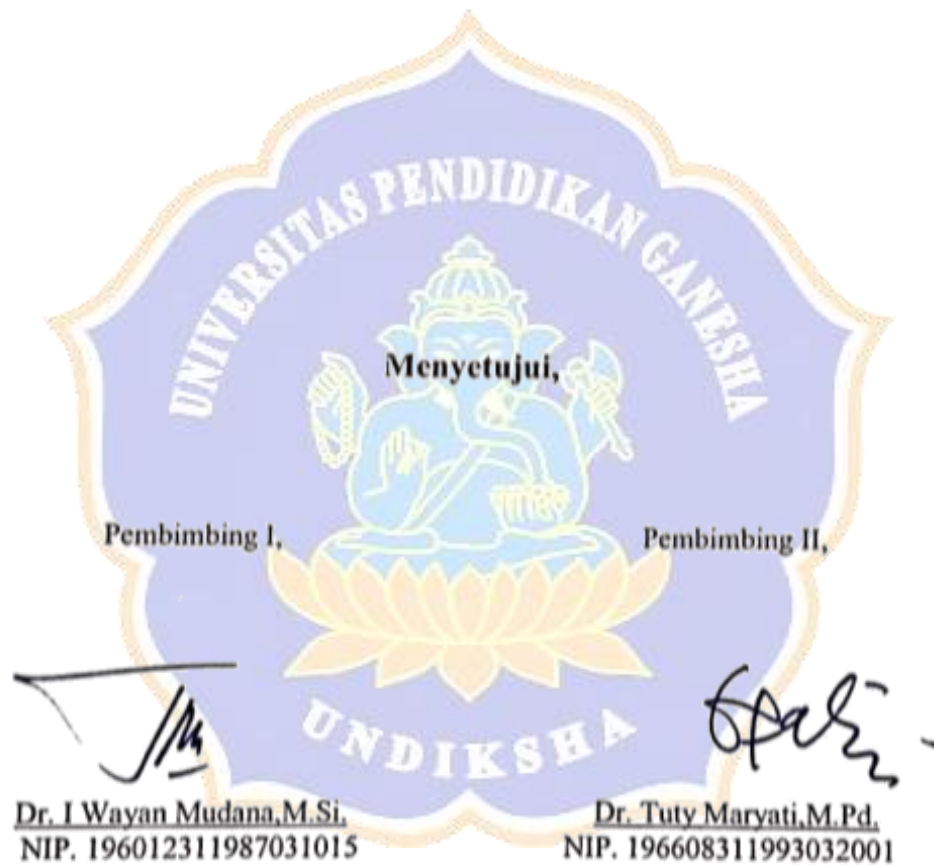 UNIVERSITAS PENDIDIKAN GANESHA
Menyetujui,
Pembimbing I,
Pembimbing II,
UNDIKSHA
Dr. I Wayan Mudana,M.Si.
NIP. 196012311987031015
Dr. Tuty Maryati,M.Pd.
NIP. 196608311993032001